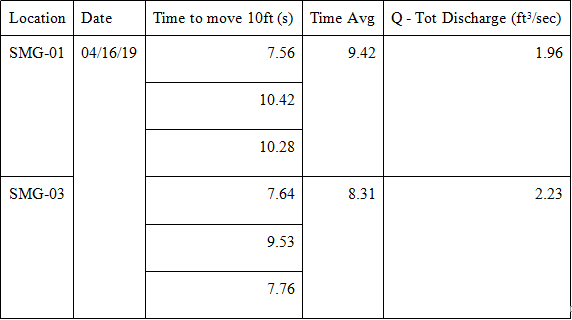 Location Date Time to move 10ft (s) Time Avg Q - Tot Discharge (ft³/sec)
SMG-01 04/16/19 7.56 9.42 1.96
10.42
10.28
SMG-03 7.64 8.31 2.23
9.53
7.76